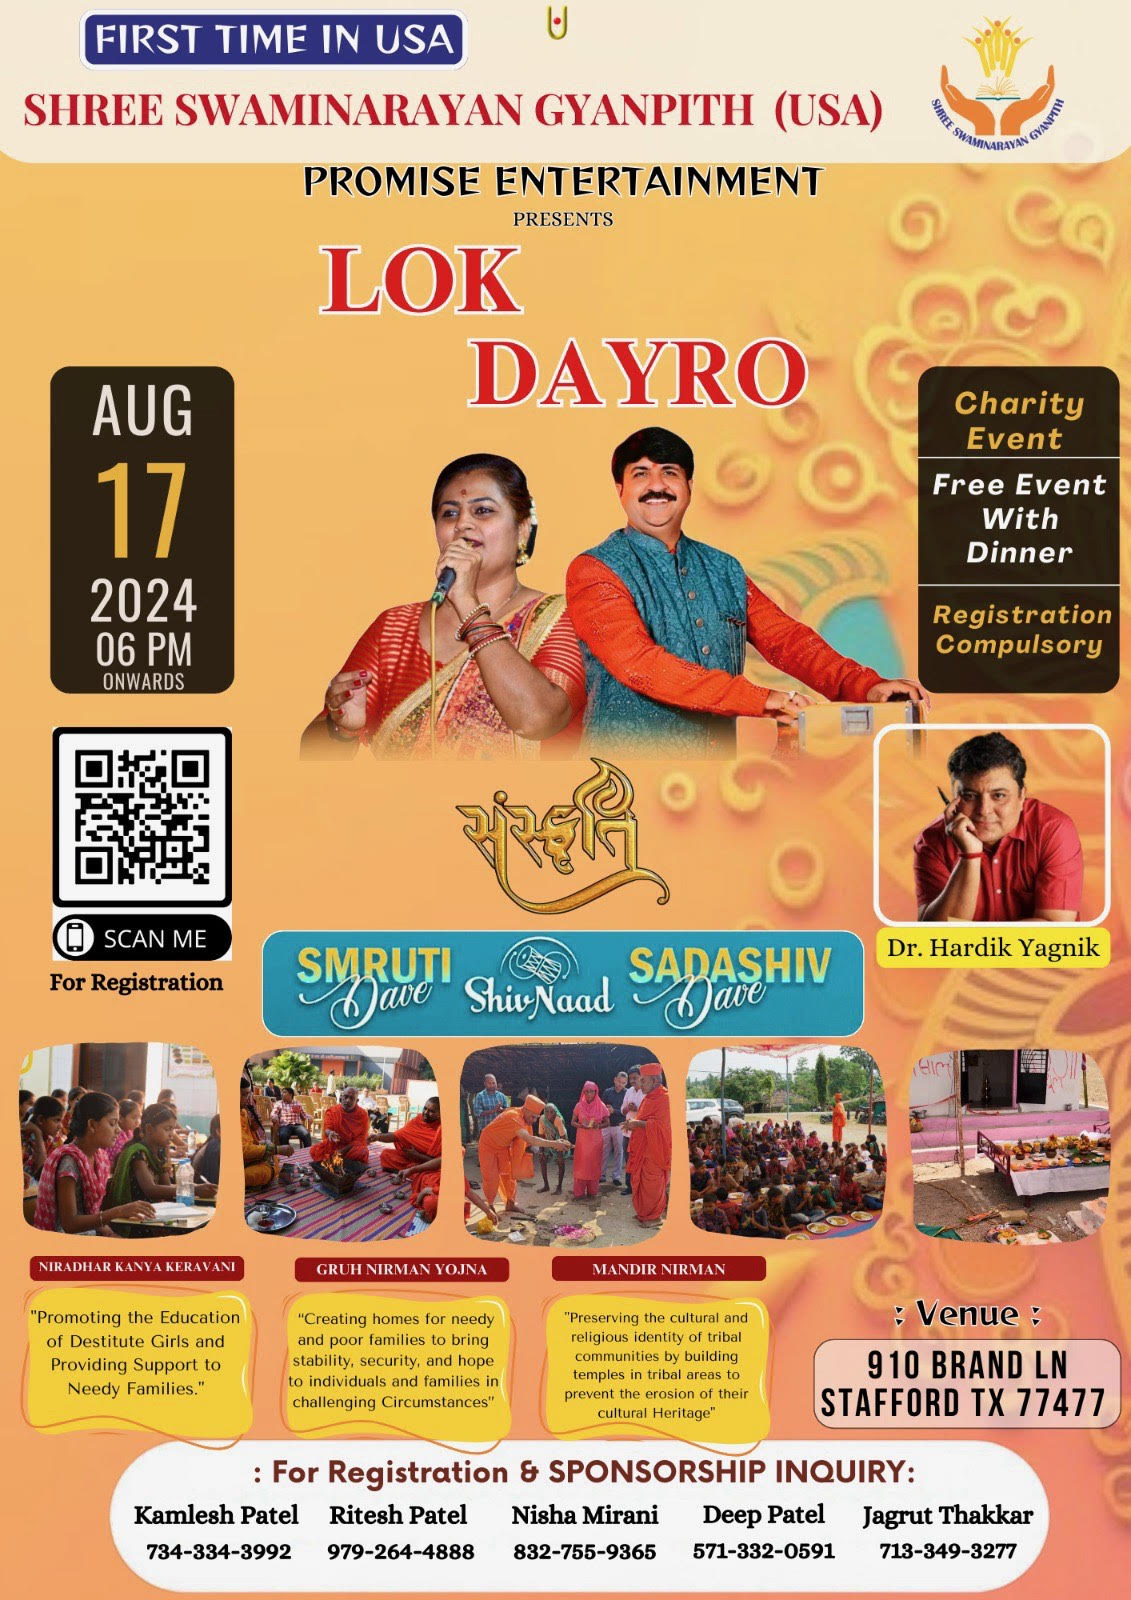 FIRST TIME IN USA
SHREE SWAMINARAYAN GYANPITH (USA)
SHREE SWAMINARAYAN GYANPITH
PROMISE ENTERTAINMENT
PRESENTS
LOK
DAYRO
AUG
17
2024
06 PM
ONWARDS
Charity
Event
Free Event
With
Dinner
Registration
Compulsory
SCAN ME
For Registration
સંસ્કૃતિ
Dr. Hardik Yagnik
SMRUTI
Dave
ShivNaad
SADASHIV
Dave
NIRADHAR KANYA KERAVANI
"Promoting the Education
of Destitute Girls and
Providing Support to
Needy Families."
GRUH NIRMAN YOJNA
“Creating homes for needy
and poor families to bring
stability, security, and hope
to individuals and families in
challenging Circumstances”
MANDIR NIRMAN
"Preserving the cultural and
religious identity of tribal
communities by building
temples in tribal areas to
prevent the erosion of their
cultural Heritage"
: Venue :
910 BRAND LN
STAFFORD TX 77477
: For Registration & SPONSORSHIP INQUIRY:
Kamlesh Patel
734-334-3992
Ritesh Patel
979-264-4888
Nisha Mirani
832-755-9365
Deep Patel
571-332-0591
Jagrut Thakkar
713-349-3277